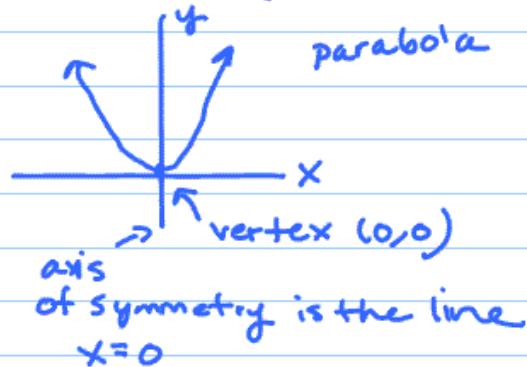 y
parabola
x
vertex (0,0)
axis
of symmetry is the line
x=0